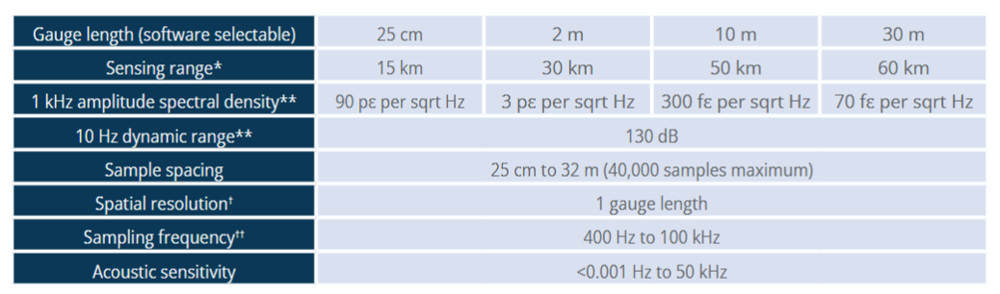 Gauge length (software selectable) 25 cm 2 m 10 m 30 m
Sensing range* 15 km 30 km 50 km 60 km
1 kHz amplitude spectral density** 90 pε per sqrt Hz 3 pε per sqrt Hz 300 fε per sqrt Hz 70 fε per sqrt Hz
10 Hz dynamic range** 130 dB
Sample spacing 25 cm to 32 m (40,000 samples maximum)
Spatial resolution† 1 gauge length
Sampling frequency†† 400 Hz to 100 kHz
Acoustic sensitivity <0.001 Hz to 50 kHz